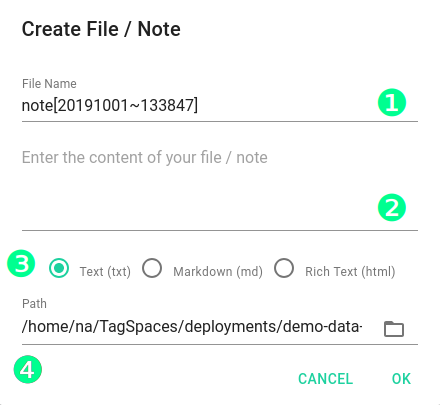 Create File / Note
File Name
note[20191001~133847]
1
Enter the content of your file / note
2
3
Text (txt) Markdown (md) Rich Text (html)
Path
/home/na/TagSpaces/deployments/demo-data-
4
CANCEL OK